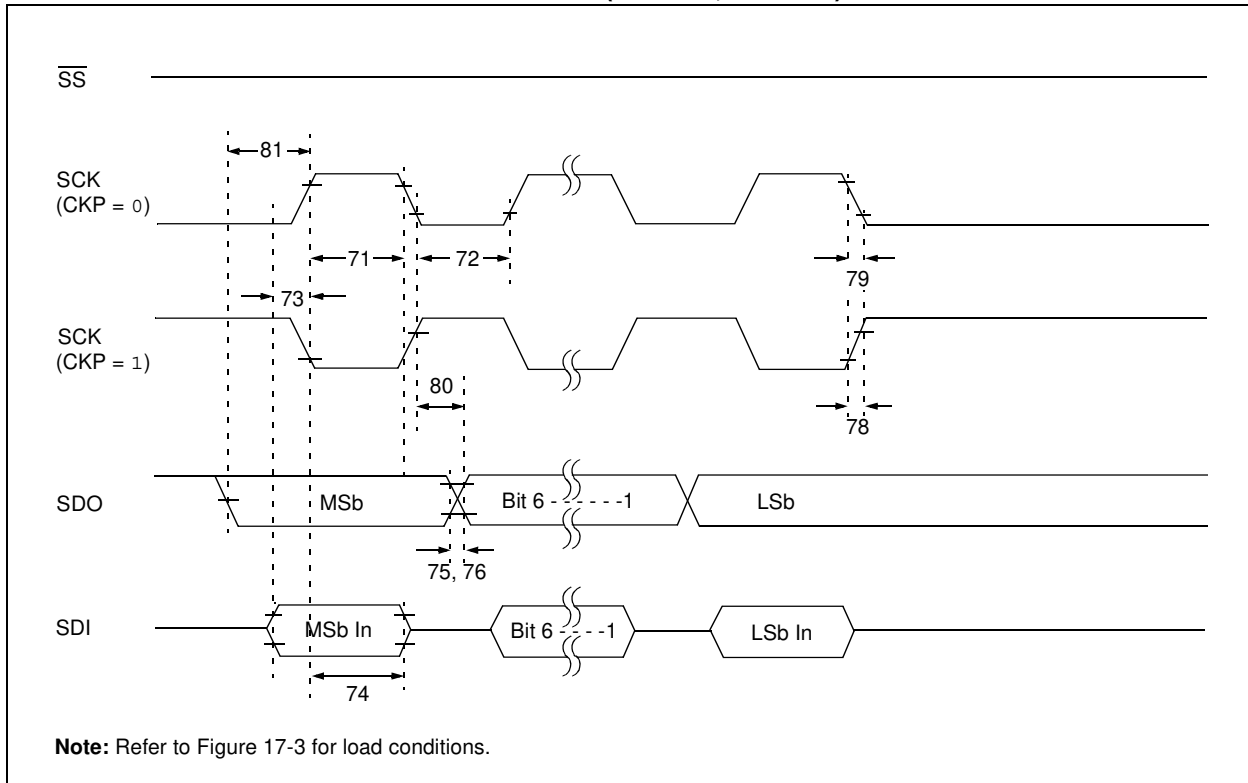 SS
81
SCK
(CKP = 0)
71
72
79
73
SCK
(CKP = 1)
80
78
SDO
MSb
Bit 6 - - - - - -1
LSb
75, 76
SDI
MSb In
Bit 6 - - - - -1
LSb In
74
Note: Refer to Figure 17-3 for load conditions.